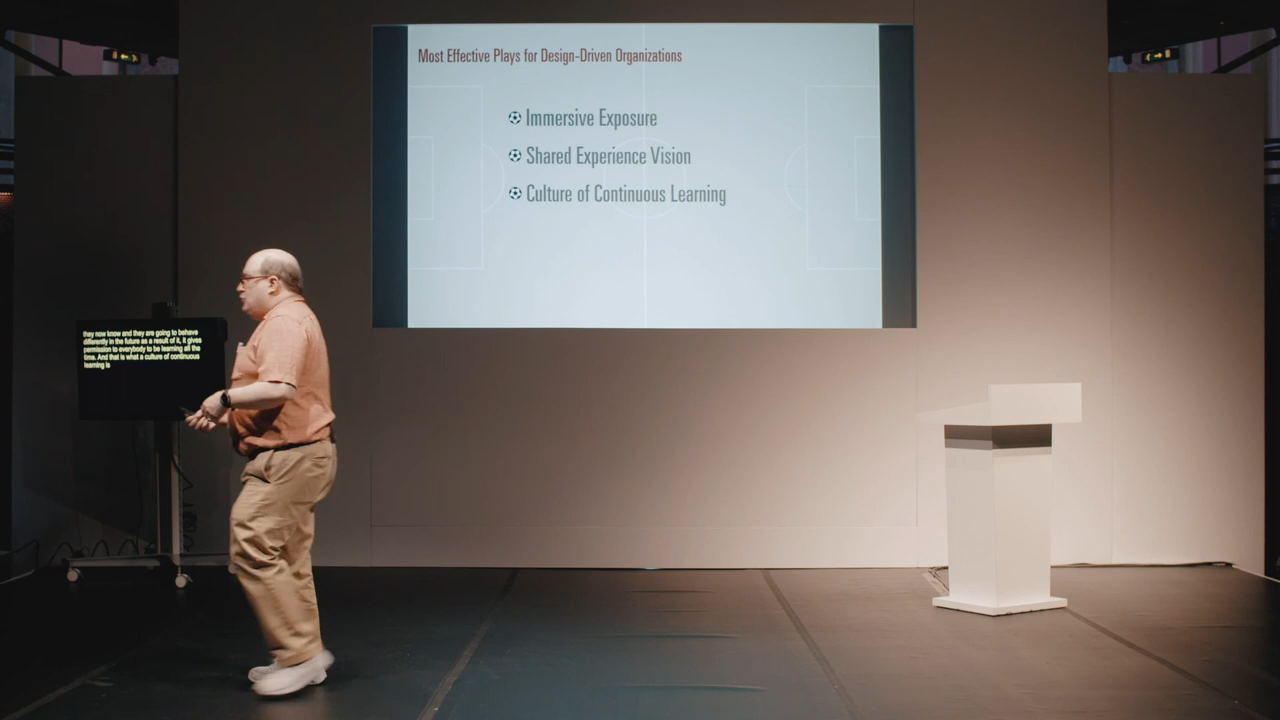 Most Effective Plays for Design-Driven Organizations
Immersive Exposure
Shared Experience Vision
Culture of Continuous Learning
they now know and they are going to behave
differently in the future as a result of it, it gives
permission to everybody to be learning all the
time. And that is what a culture of continuous
learning is